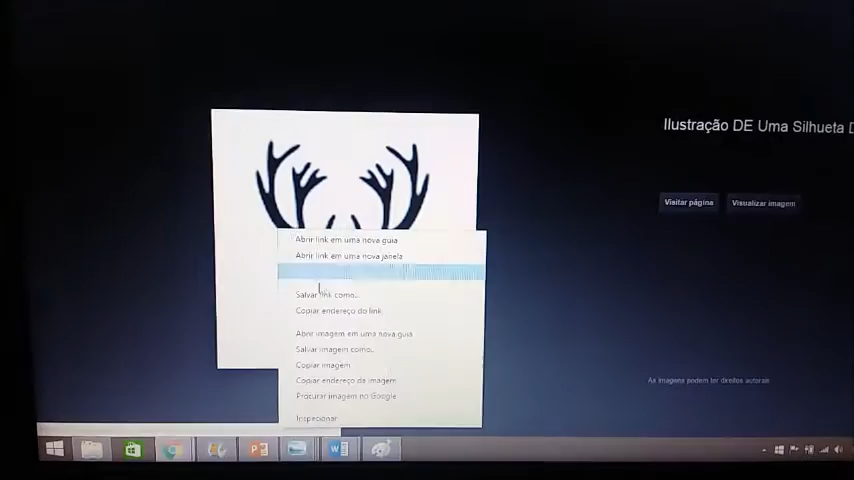 Ilustração DE Uma Silhueta D
Visitar página
Visualizar imagem
Abrir link em uma nova guia
Abrir link em uma nova janela
Salvar link como...
Copiar endereço do link
Abrir imagem em uma nova guia
Salvar imagem como...
Copiar imagem
Copiar endereço da imagem
Procurar imagem no Google
Inspecionar
As imagens podem ter direitos autorais